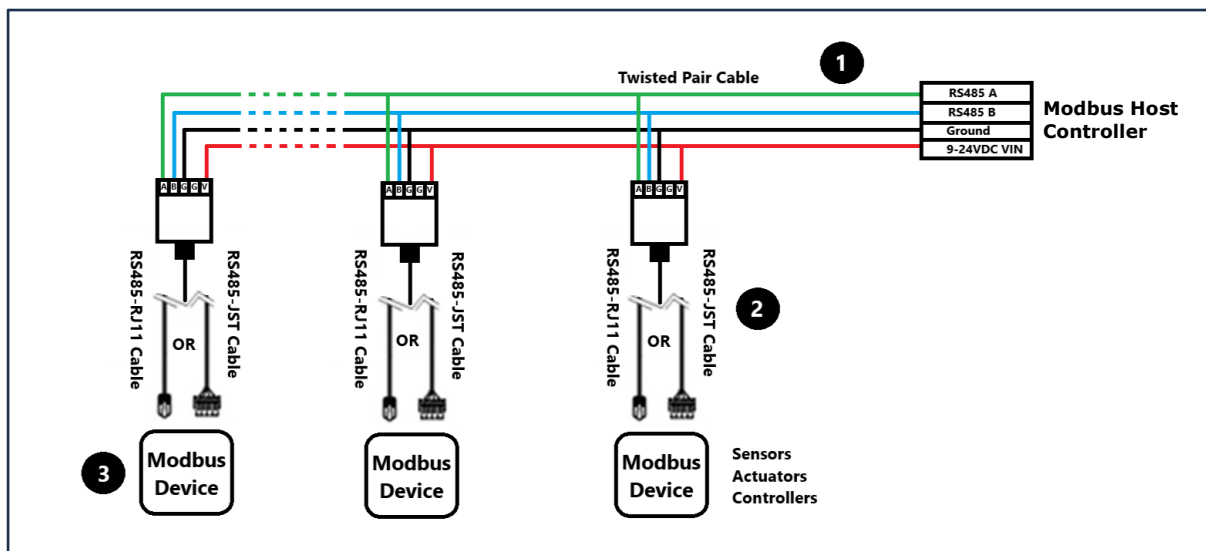 1
Twisted Pair Cable
RS485 A
RS485 B
Ground
9-24VDC VIN
Modbus Host
Controller
A B G G V
A B G G V
A B G G V
RS485-RJ11 Cable
OR
RS485-JST Cable
RS485-RJ11 Cable
OR
RS485-JST Cable
RS485-RJ11 Cable
OR
RS485-JST Cable
2
3
Modbus
Device
Modbus
Device
Modbus
Device
Sensors
Actuators
Controllers